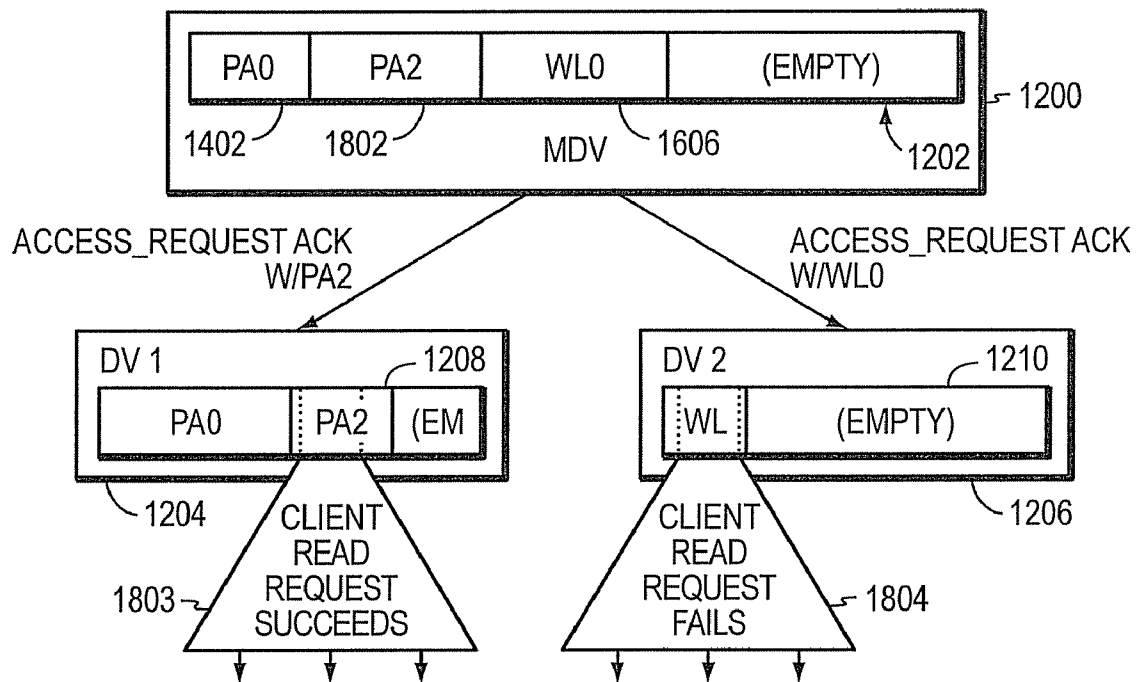 PA0 PA2 WL0 (EMPTY)
1200
1402 1802 1606 1202
MDV
ACCESS_REQUEST ACK
W/PA2
ACCESS_REQUEST ACK
W/WL0
DV 1 1208
PA0 PA2 (EM
1204
DV 2 1210
WL (EMPTY)
1206
CLIENT
READ
REQUEST
SUCCEEDS
1803
CLIENT
READ
REQUEST
FAILS
1804